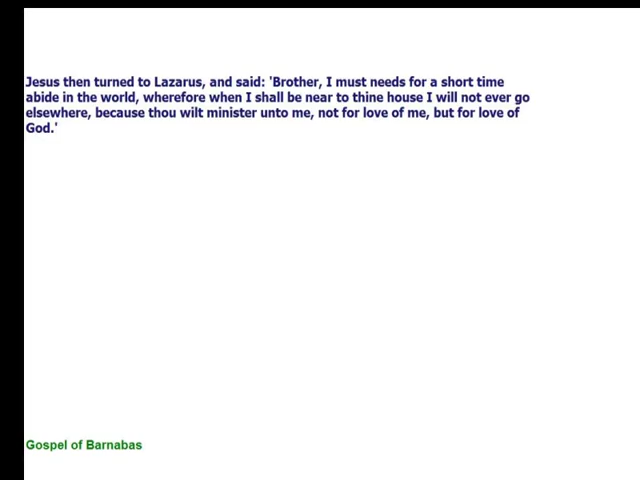 Jesus then turned to Lazarus, and said: 'Brother, I must needs for a short time
abide in the world, wherefore when I shall be near to thine house I will not ever go
elsewhere, because thou wilt minister unto me, not for love of me, but for love of
God.'
Gospel of Barnabas